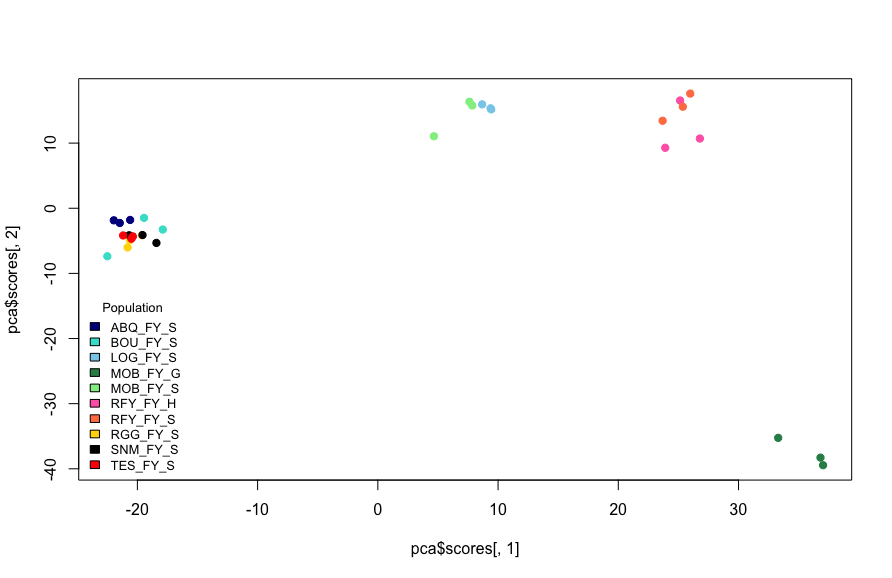 10
0
-10
-20
-30
-40
pca$scores[, 2]
Population
ABQ_FY_S
BOU_FY_S
LOG_FY_S
MOB_FY_G
MOB_FY_S
RFY_FY_H
RFY_FY_S
RGG_FY_S
SNM_FY_S
TES_FY_S
-20 -10 0 10 20 30
pca$scores[, 1]